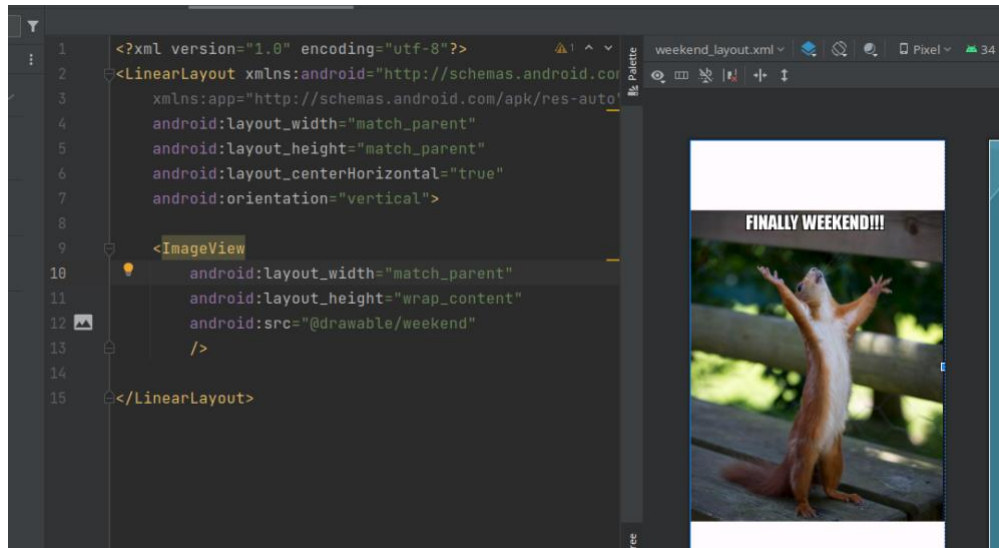 1 <?xml version="1.0" encoding="utf-8"?>
2 <LinearLayout xmlns:android="http://schemas.android.com
3 xmlns:app="http://schemas.android.com/apk/res-auto"
4 android:layout_width="match_parent"
5 android:layout_height="match_parent"
6 android:layout_centerHorizontal="true"
7 android:orientation="vertical">
8
9 <ImageView
10 android:layout_width="match_parent"
11 android:layout_height="wrap_content"
12 android:src="@drawable/weekend"
13 />
14
15 </LinearLayout>
1
Palette
weekend_layout.xml
Pixel
34
FINALLY WEEKEND!!!